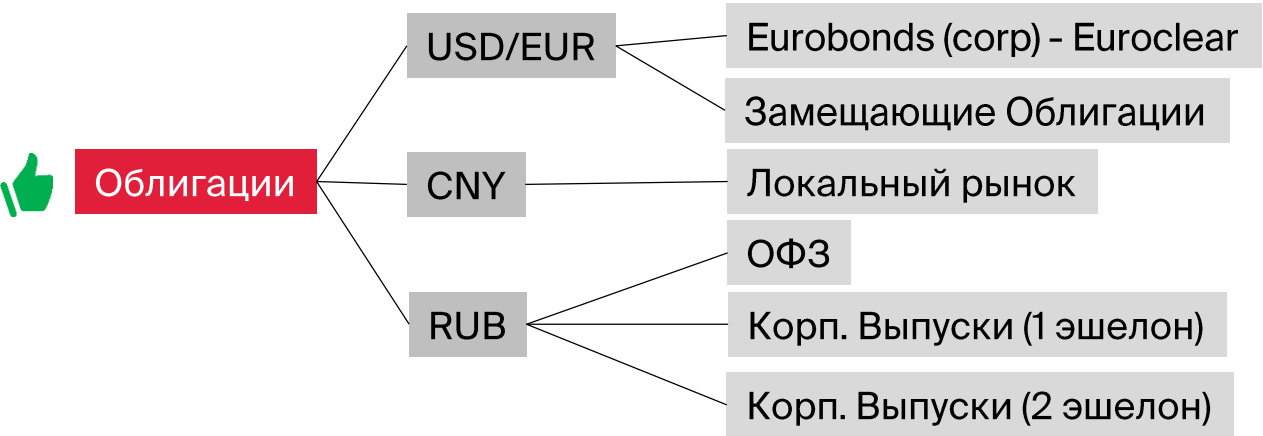 Облигации
USD/EUR
Eurobonds (corp) - Euroclear
Замещающие Облигации
CNY
Локальный рынок
RUB
ОФЗ
Корп. Выпуски (1 эшелон)
Корп. Выпуски (2 эшелон)